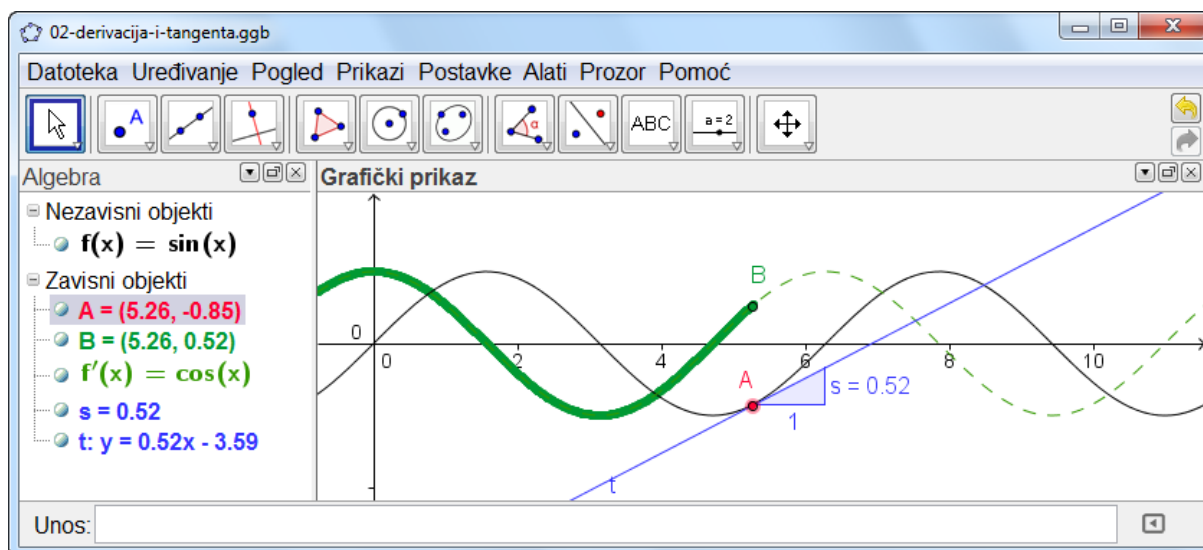 02-derivacija-i-tangenta.ggb
Datoteka Uređivanje Pogled Prikazi Postavke Alati Prozor Pomoć
A
α
ABC
a = 2
Algebra
Grafički prikaz
Nezavisni objekti
f(x) = sin(x)
Zavisni objekti
A = (5.26, -0.85)
B = (5.26, 0.52)
f′(x) = cos(x)
s = 0.52
t: y = 0.52x - 3.59
B
0
0 2 4 6 8 10
A
s = 0.52
1
t
Unos: